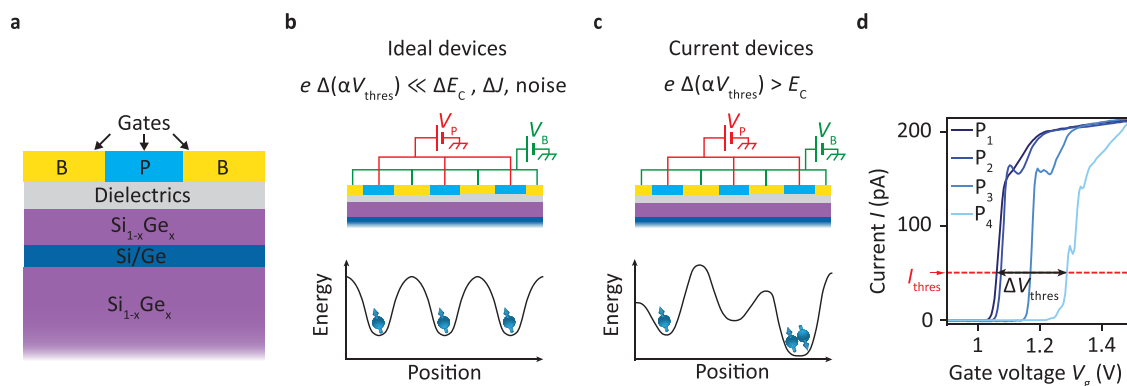 a
Gates
B P B
Dielectrics
Si1-xGex
Si/Ge
Si1-xGex
b
Ideal devices
e Δ(αVthres) ≪ ΔEC , ΔJ, noise
VP
VB
Energy
Position
c
Current devices
e Δ(αVthres) > EC
VP
VB
Energy
Position
d
P1
P2
P3
P4
200
100
0
Current I (pA)
Ithres
ΔVthres
1 1.2 1.4
Gate voltage Vg (V)